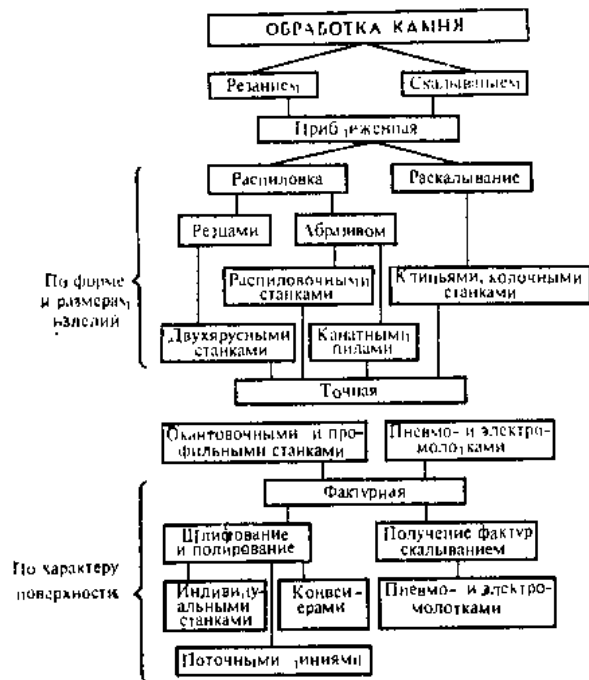 ОБРАБОТКА КАМНЯ
Резанием
Скалыванием
Приближенная
Распиловка
Раскалывание
Резцами
Абразивом
По форме
и размерам
изделий
Распиловочными
станками
Клиньями, колочными
станками
Двухярусными
станками
Канатными
пилами
Точная
Окантовочными и про-
фильными станками
Пневмо- и электро-
молотками
Фактурная
Шлифование
и полирование
Получение фактур
скалыванием
По характеру
поверхности
Индивиду-
альными
станками
Конвей-
ерами
Пневмо- и электро-
молотками
Поточными линиями